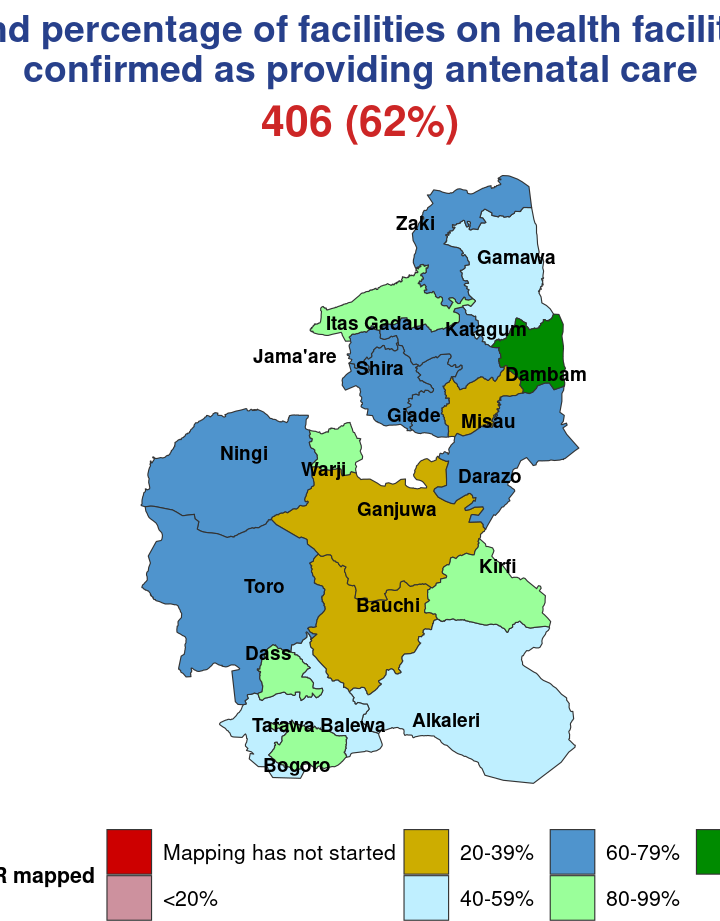 percentage of facilities on health
confirmed as providing antenatal care
406 (62%)
Zaki
Gamawa
Itas Gadau
Katagum
Jama'are
Shira
Dambam
Giade
Misau
Ningi
Warji
Darazo
Ganjuwa
Kirfi
Toro
Bauchi
Dass
Tafawa Balewa
Alkaleri
Bogoro
Mapping has not started
20-39%
60-79%
R mapped
<20%
40-59%
80-99%